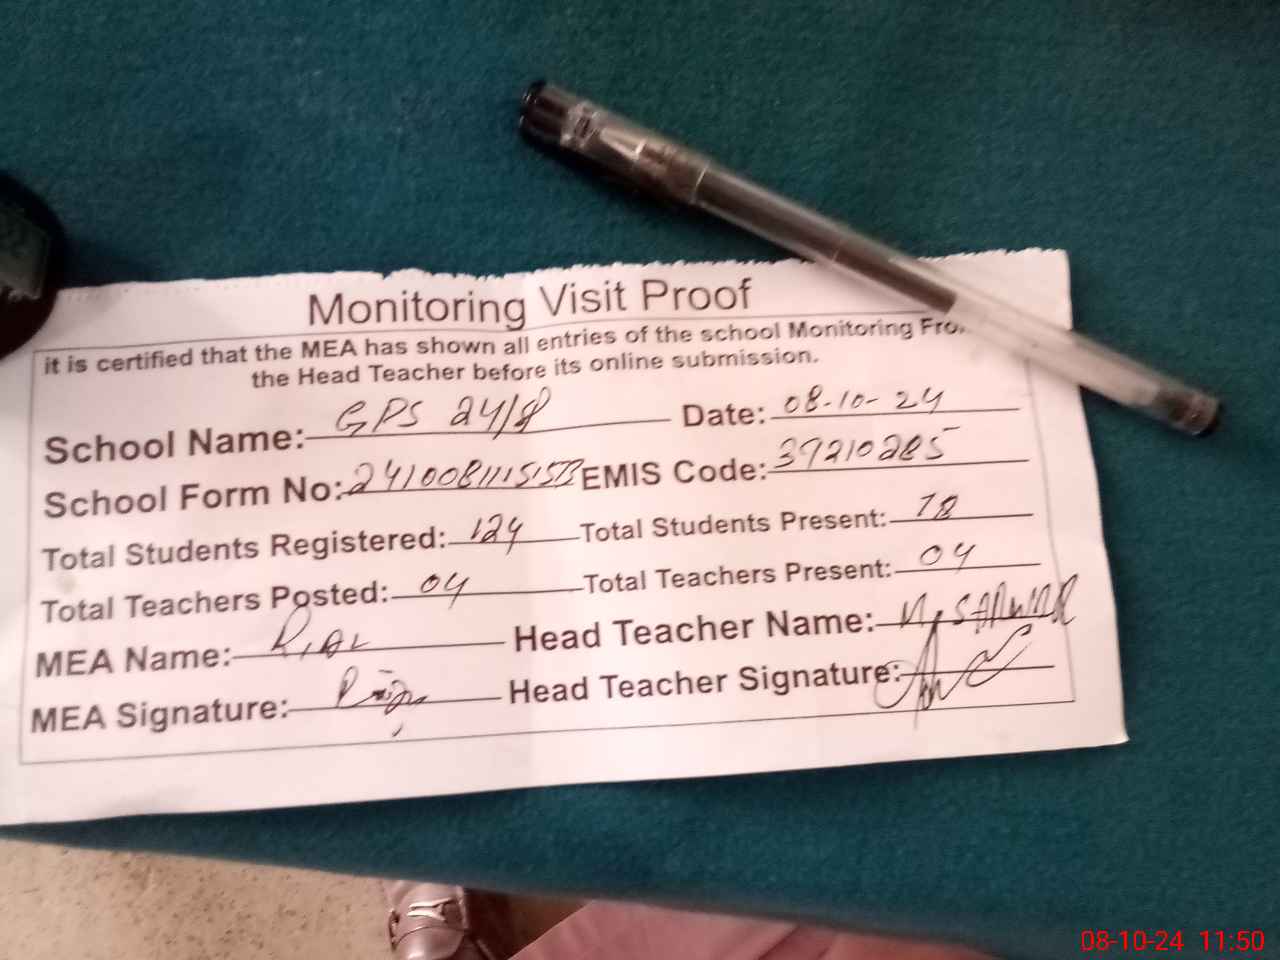 Monitoring Visit Proof
it is certified that the MEA has shown all entries of the school Monitoring
the Head Teacher before its online submission.
School Name: GPS 24/8 Date: 08-10-24
School Form No: EMIS Code: 39210285
Total Students Registered: 124 Total Students Present: 78
Total Teachers Posted: 04 Total Teachers Present: 04
MEA Name: Head Teacher Name: SARWAR
MEA Signature: Head Teacher Signature:
08-10-24 11:50